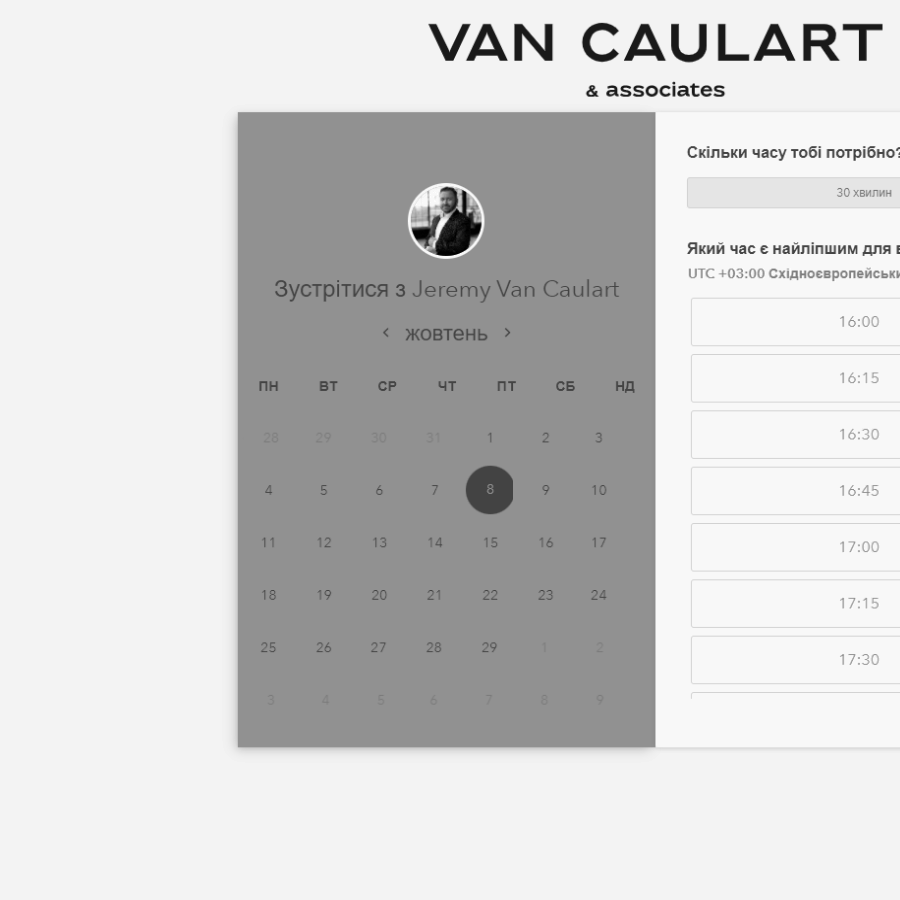 VAN CAULART
& associates
Зустрітися з Jeremy Van Caulart
жовтень
ПН ВТ СР ЧТ ПТ СБ НД
28 29 30 31 1 2 3
4 5 6 7 8 9 10
11 12 13 14 15 16 17
18 19 20 21 22 23 24
25 26 27 28 29 1 2
3 4 5 6 7 8 9
Скільки часу тобі потрібно?
30 хвилин
Який час є найліпшим для
UTC +03:00 Східноєвропейськи
16:00
16:15
16:30
16:45
17:00
17:15
17:30